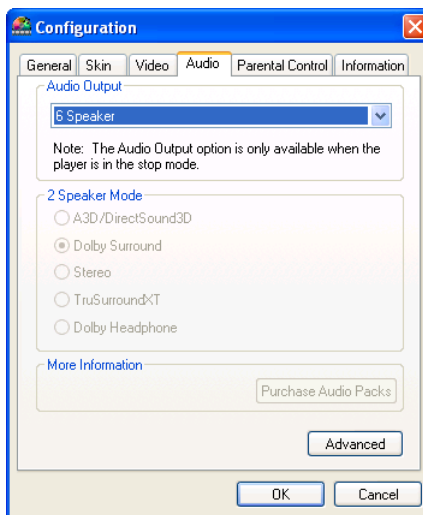 Configuration
General Skin Video Audio Parental Control Information
Audio Output
6 Speaker
Note: The Audio Output option is only available when the
player is in the stop mode.
2 Speaker Mode
A3D/DirectSound3D
Dolby Surround
Stereo
TruSurroundXT
Dolby Headphone
More Information
Purchase Audio Packs
Advanced
OK Cancel